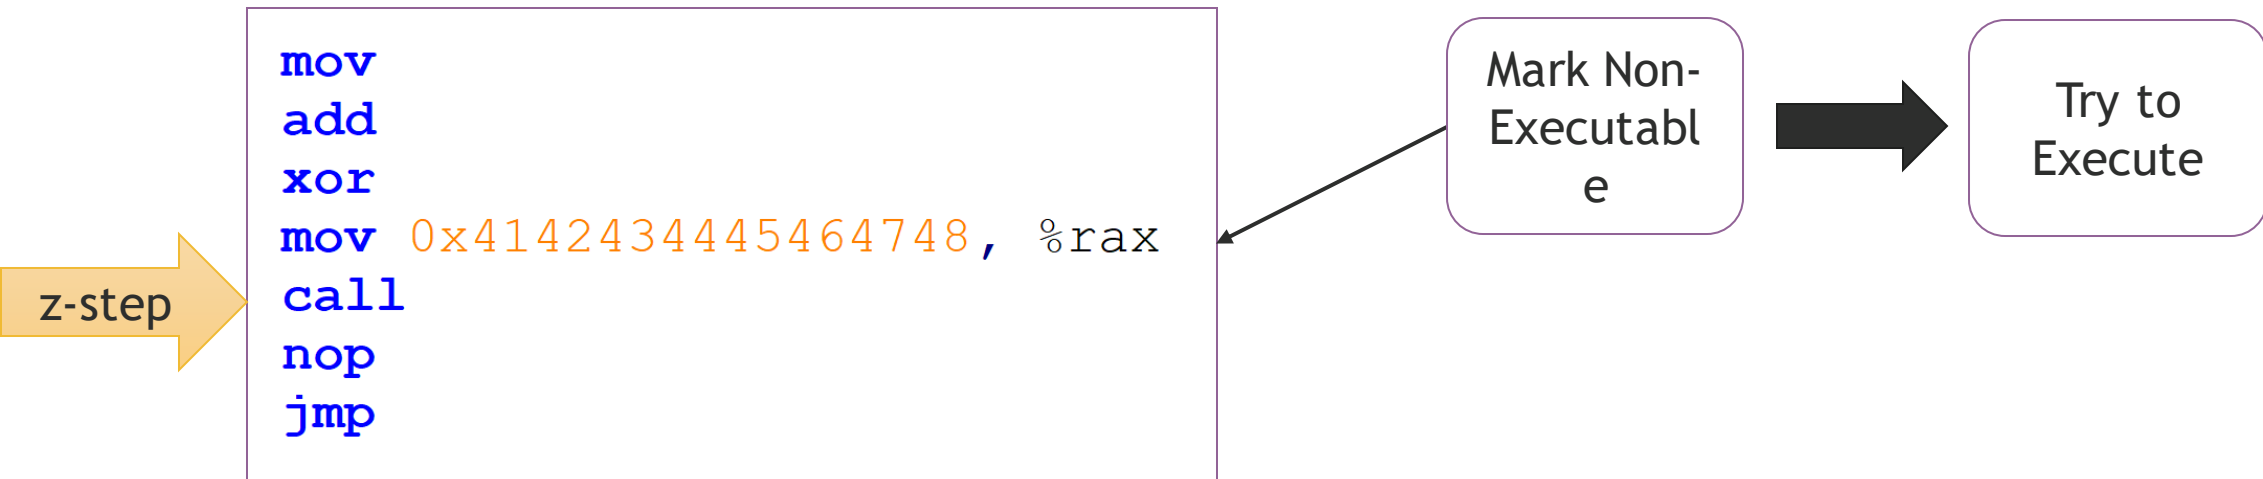 mov
add
xor
mov 0x4142434445464748, %rax
call
nop
jmp
z-step
Mark Non-
Executabl
e
Try to
Execute